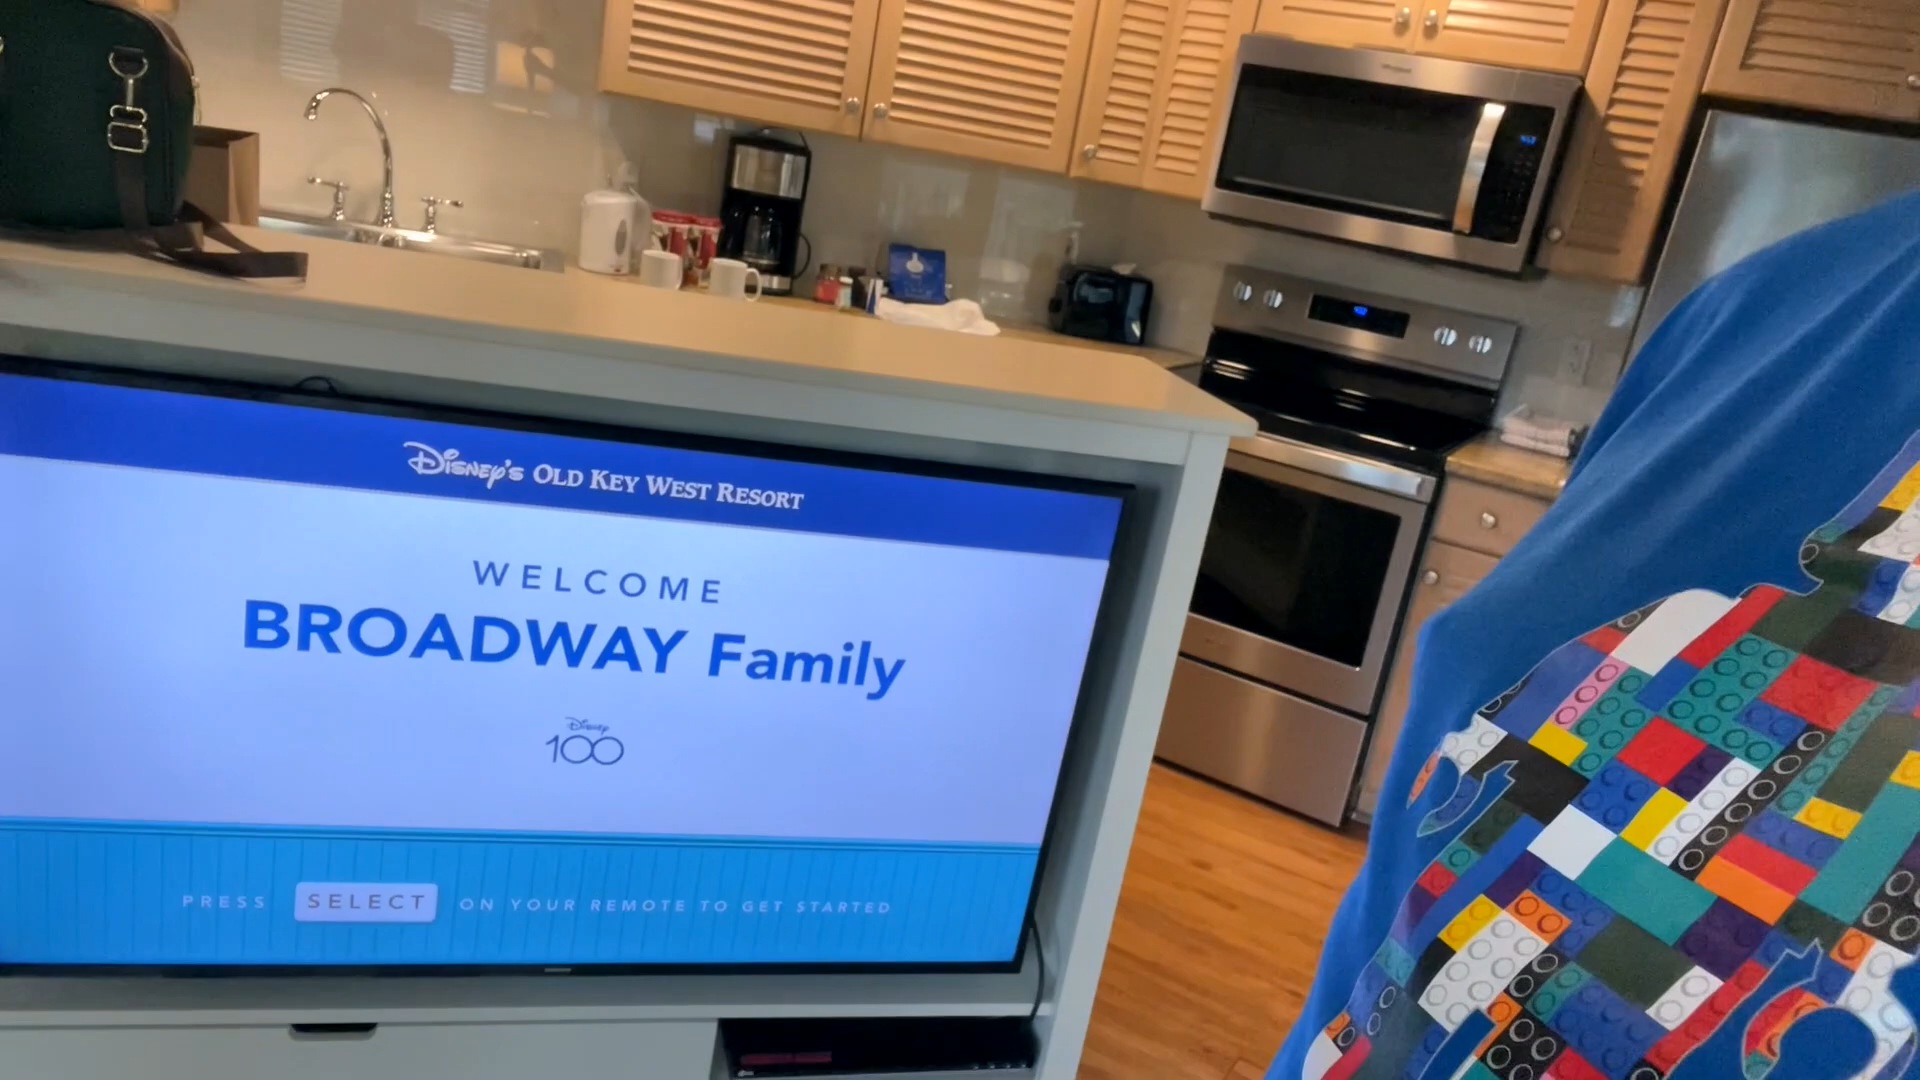 Disney's OLD KEY WEST RESORT
WELCOME
BROADWAY Family
Disney
100
PRESS SELECT ON YOUR REMOTE TO GET STARTED